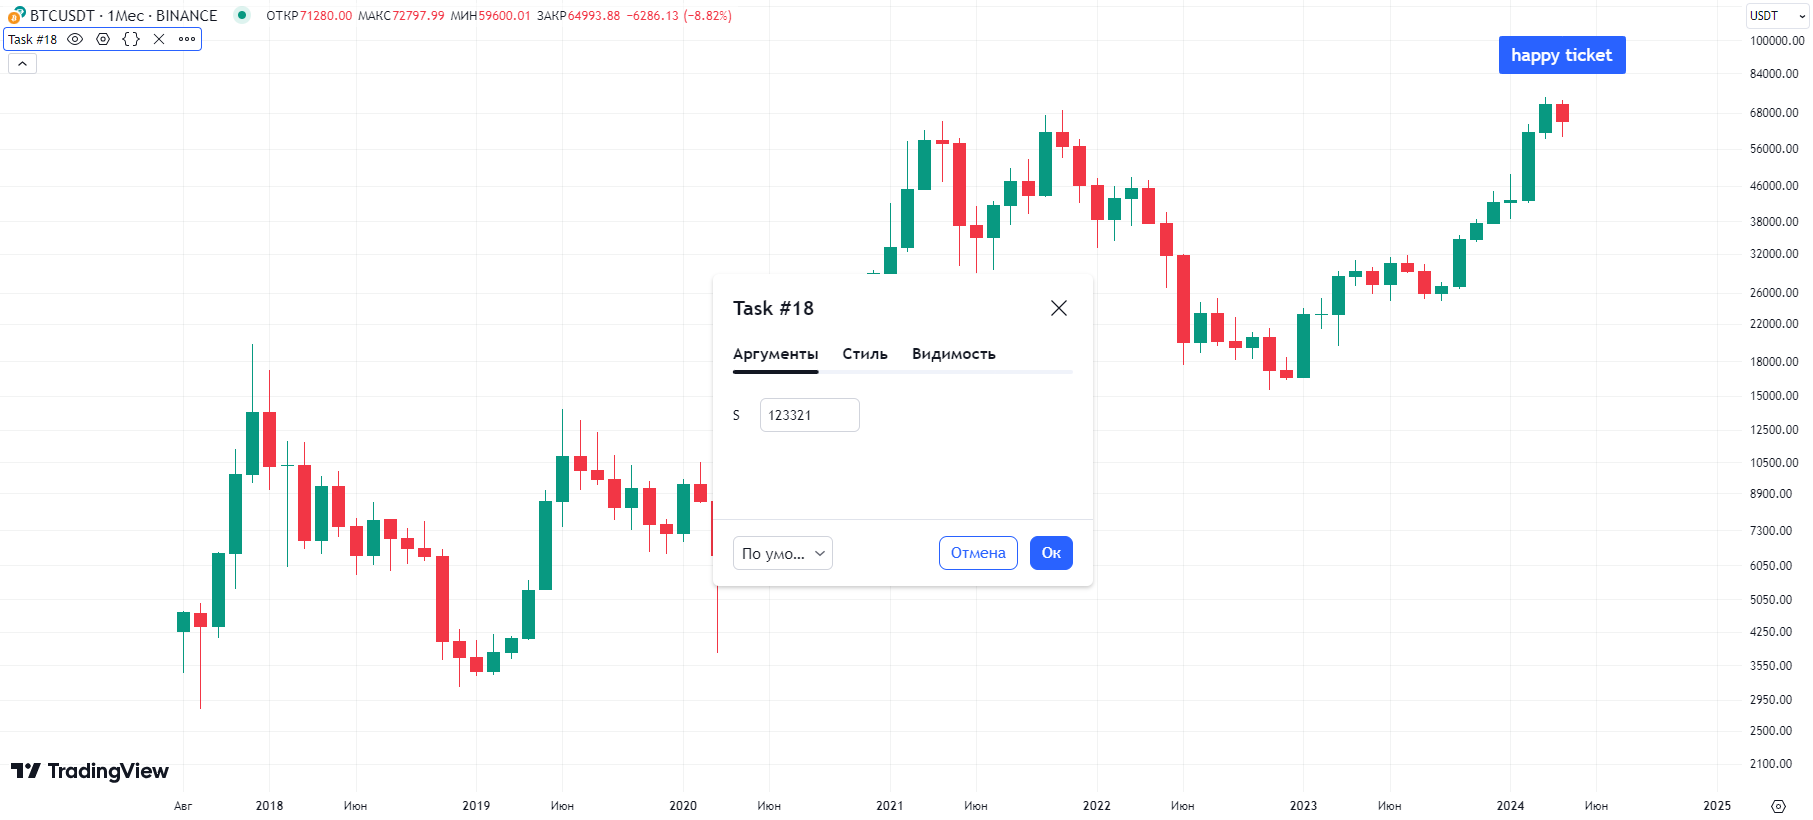 BTCUSDT · 1Мес · BINANCE ОТКР71280.00 МАКС72797.99 МИН59600.01 ЗАКР64993.88 −6286.13 (−8.82%)
USDT
Task #18
happy ticket
100000.00
84000.00
68000.00
56000.00
46000.00
38000.00
32000.00
26000.00
22000.00
18000.00
15000.00
12500.00
10500.00
8900.00
7300.00
6050.00
5050.00
4250.00
3550.00
2950.00
2500.00
2100.00
Task #18
Аргументы Стиль Видимость
S 123321
По умо... Отмена Ок
TradingView
Авг 2018 Июн 2019 Июн 2020 Июн 2021 Июн 2022 Июн 2023 Июн 2024 Июн 2025